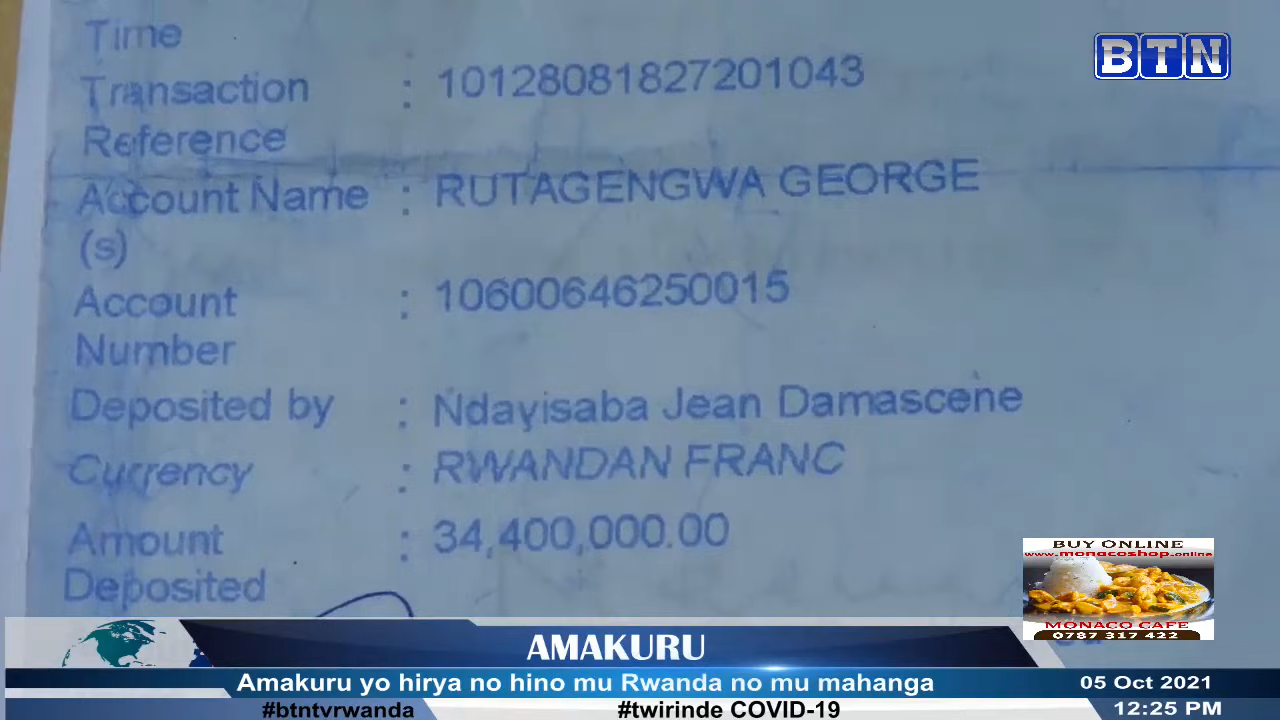 BTN
Time
Transaction : 10128081827201043
Reference
Account Name : RUTAGENGWA GEORGE
(s)
Account : 10600646250015
Number
Deposited by : Ndayisaba Jean Damascene
Currency : RWANDAN FRANC
Amount : 34,400,000.00
Deposited
BUY ONLINE
www.monacoshop.online
MONACO CAFE
0787 317 422
AMAKURU
Amakuru yo hirya no hino mu Rwanda no mu mahanga
05 Oct 2021
#btntvrwanda
#twirinde COVID-19
12:25 PM